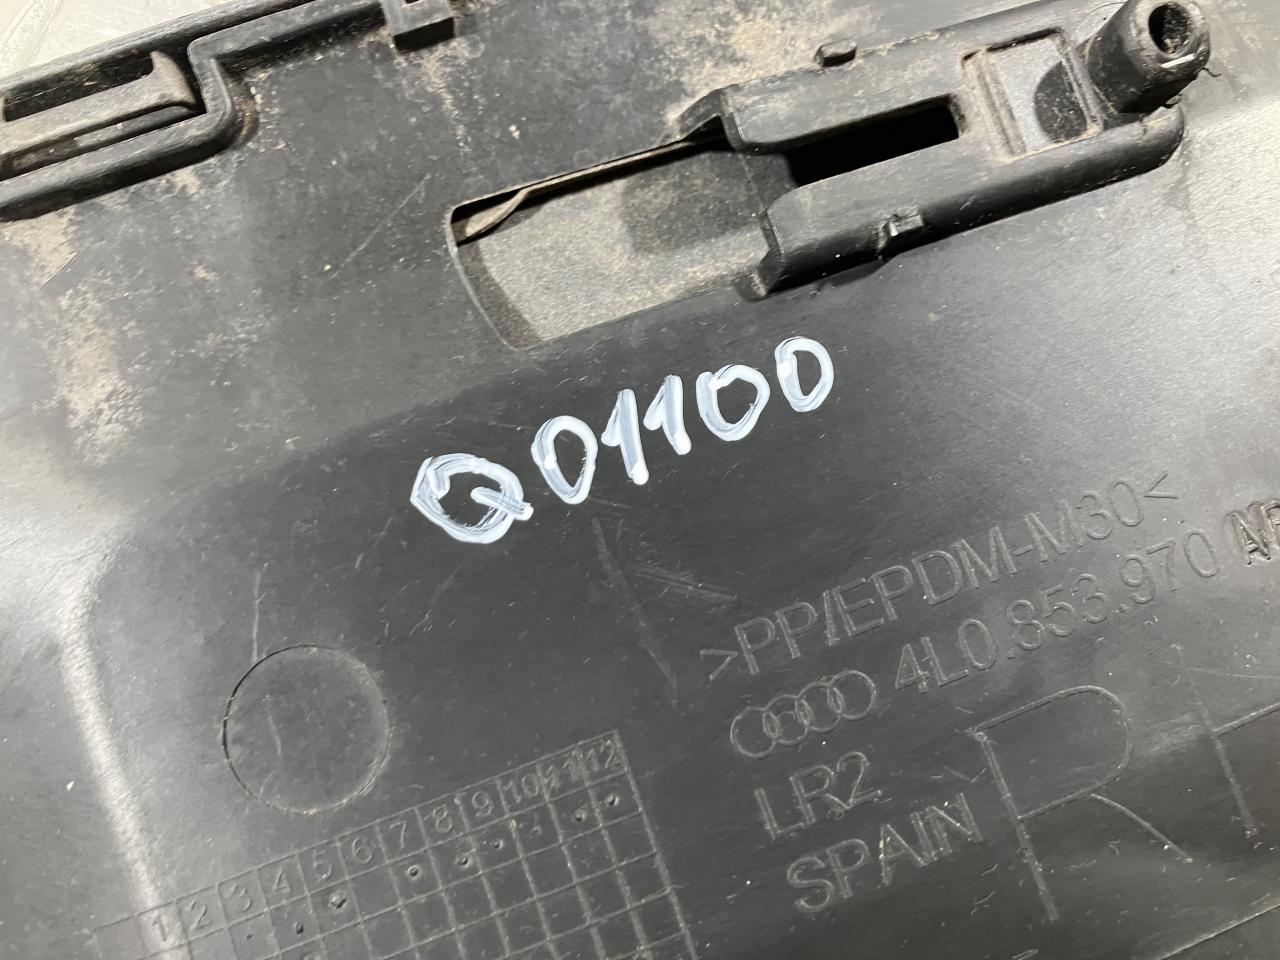 Q01100
>PP/EPDM-M30<
4L0.853.970
LR2
SPAIN
R
1 2 3 4 5 6 7 8 9 10 11 12